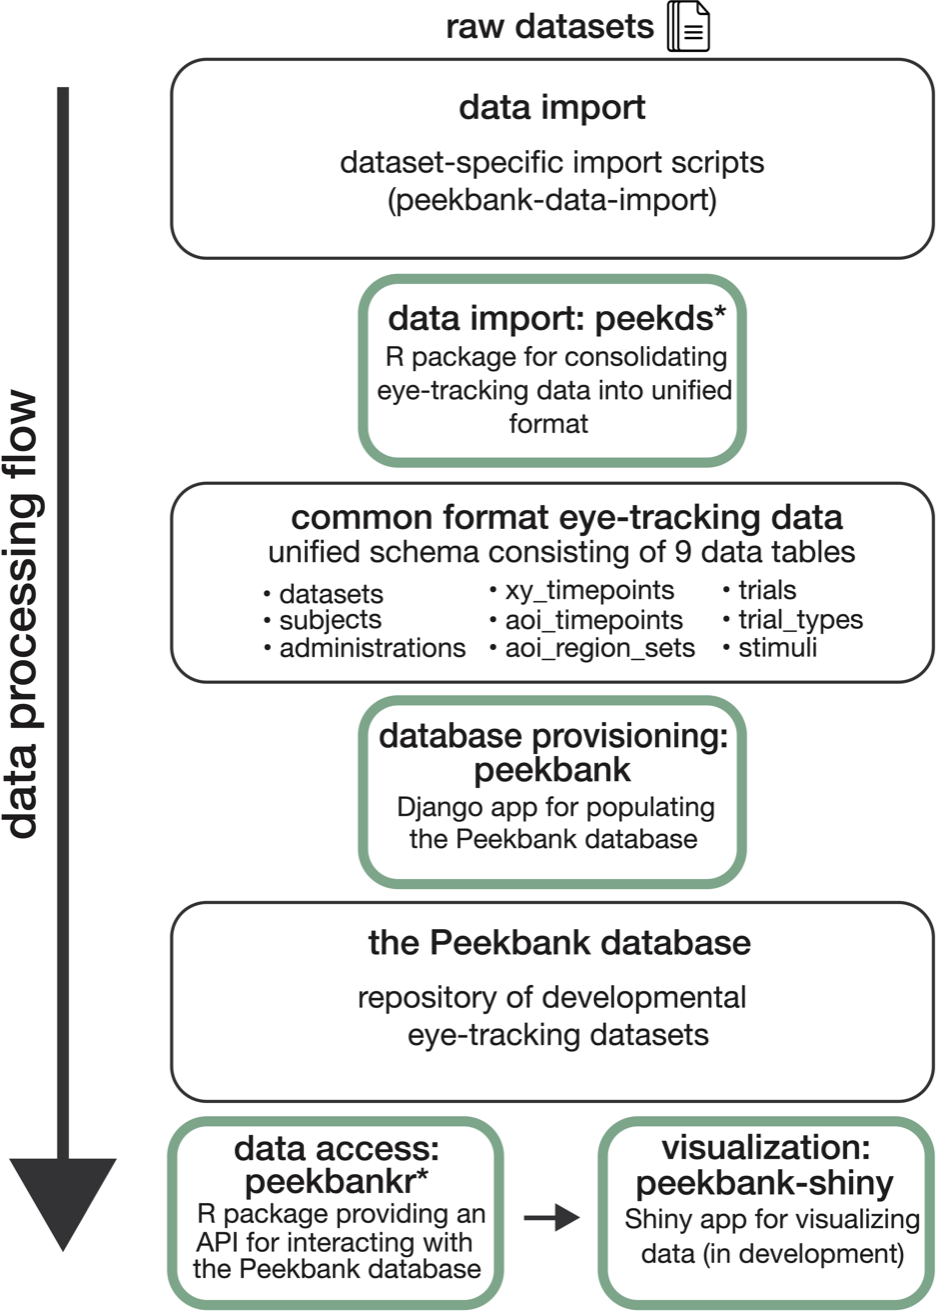 raw datasets
data import
dataset-specific import scripts
(peekbank-data-import)
data import: peekds*
R package for consolidating
eye-tracking data into unified
format
common format eye-tracking data
unified schema consisting of 9 data tables
• datasets
• subjects
• administrations
• xy_timepoints
• aoi_timepoints
• aoi_region_sets
• trials
• trial_types
• stimuli
database provisioning:
peekbank
Django app for populating
the Peekbank database
the Peekbank database
repository of developmental
eye-tracking datasets
data access:
peekbankr*
R package providing an
API for interacting with
the Peekbank database
visualization:
peekbank-shiny
Shiny app for visualizing
data (in development)
data processing flow